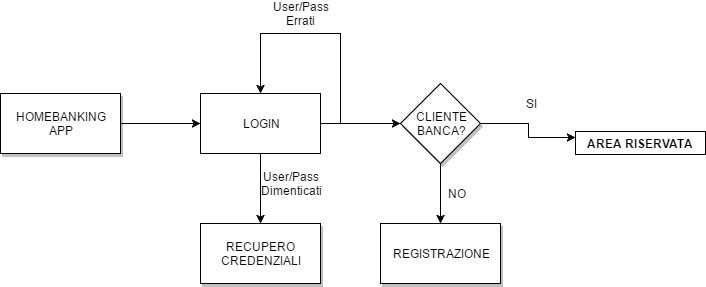 User/Pass
Errati
HOMEBANKING
APP
LOGIN
CLIENTE
BANCA?
SI
AREA RISERVATA
User/Pass
Dimenticati
NO
RECUPERO
CREDENZIALI
REGISTRAZIONE